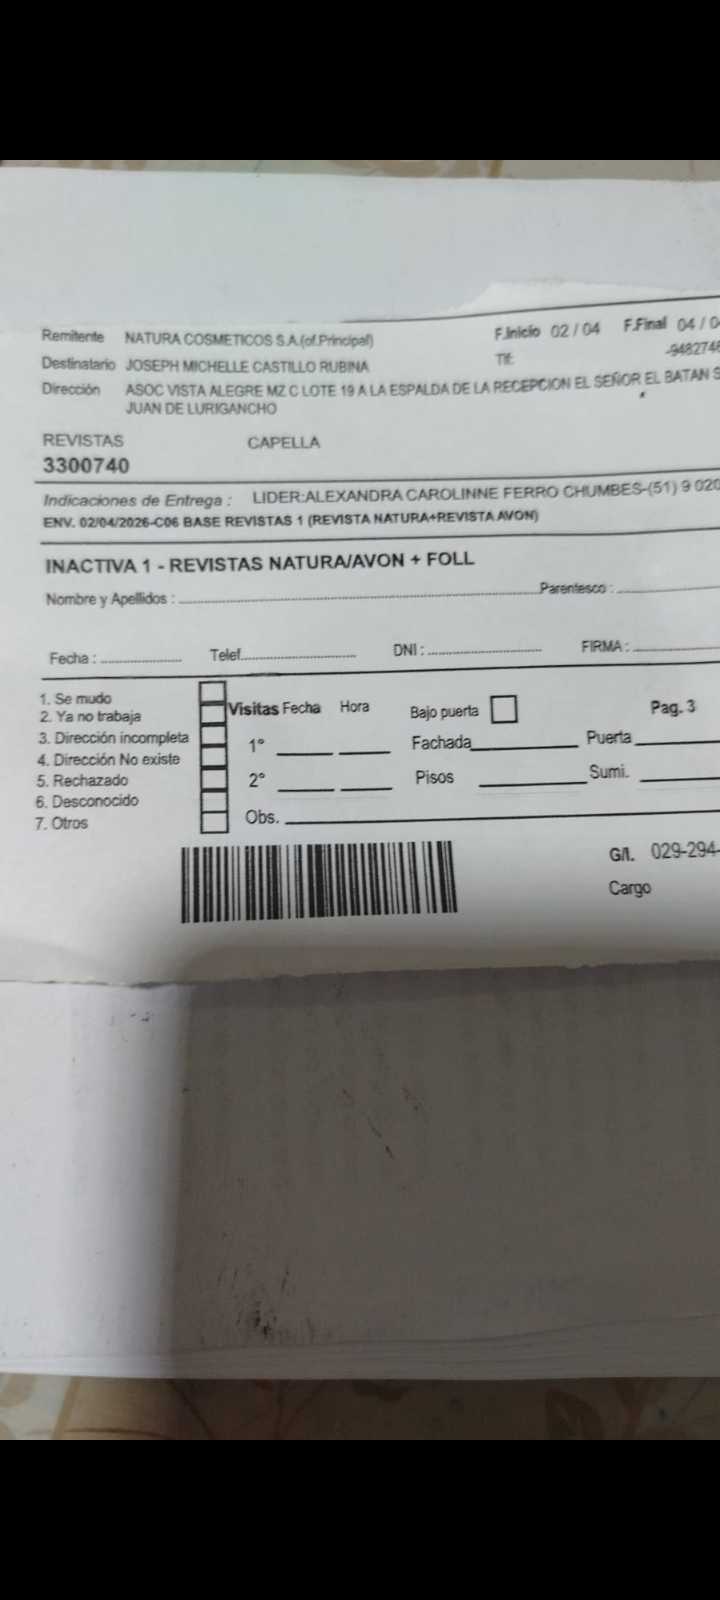 Remitente NATURA COSMETICOS S.A.(of.Principal) F.Inicio 02 / 04 F.Final 04 / 0
Destinatario JOSEPH MICHELLE CASTILLO RUBINA Tlf: -9482746
Dirección ASOC VISTA ALEGRE MZ C LOTE 19 A LA ESPALDA DE LA RECEPCION EL SEÑOR EL BATAN S
JUAN DE LURIGANCHO
REVISTAS CAPELLA
3300740
Indicaciones de Entrega : LIDER:ALEXANDRA CAROLINNE FERRO CHUMBES-(51) 9 020
ENV. 02/04/2026-C06 BASE REVISTAS 1 (REVISTA NATURA+REVISTA AVON)
INACTIVA 1 - REVISTAS NATURA/AVON + FOLL
Nombre y Apellidos : Parentesco :
Fecha : Telef. DNI : FIRMA :
1. Se mudo
2. Ya no trabaja
3. Dirección incompleta
4. Dirección No existe
5. Rechazado
6. Desconocido
7. Otros
Visitas Fecha Hora Bajo puerta Pag. 3
1° Fachada Puerta
2° Pisos Sumi.
Obs.
G/l. 029-294-
Cargo